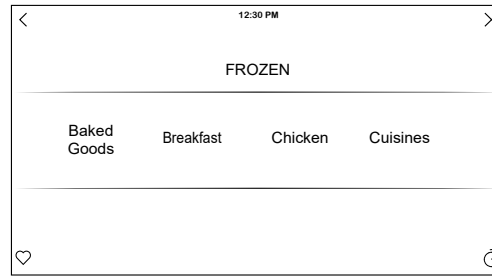 12:30 PM
FROZEN
Baked
Goods
Breakfast
Chicken
Cuisines